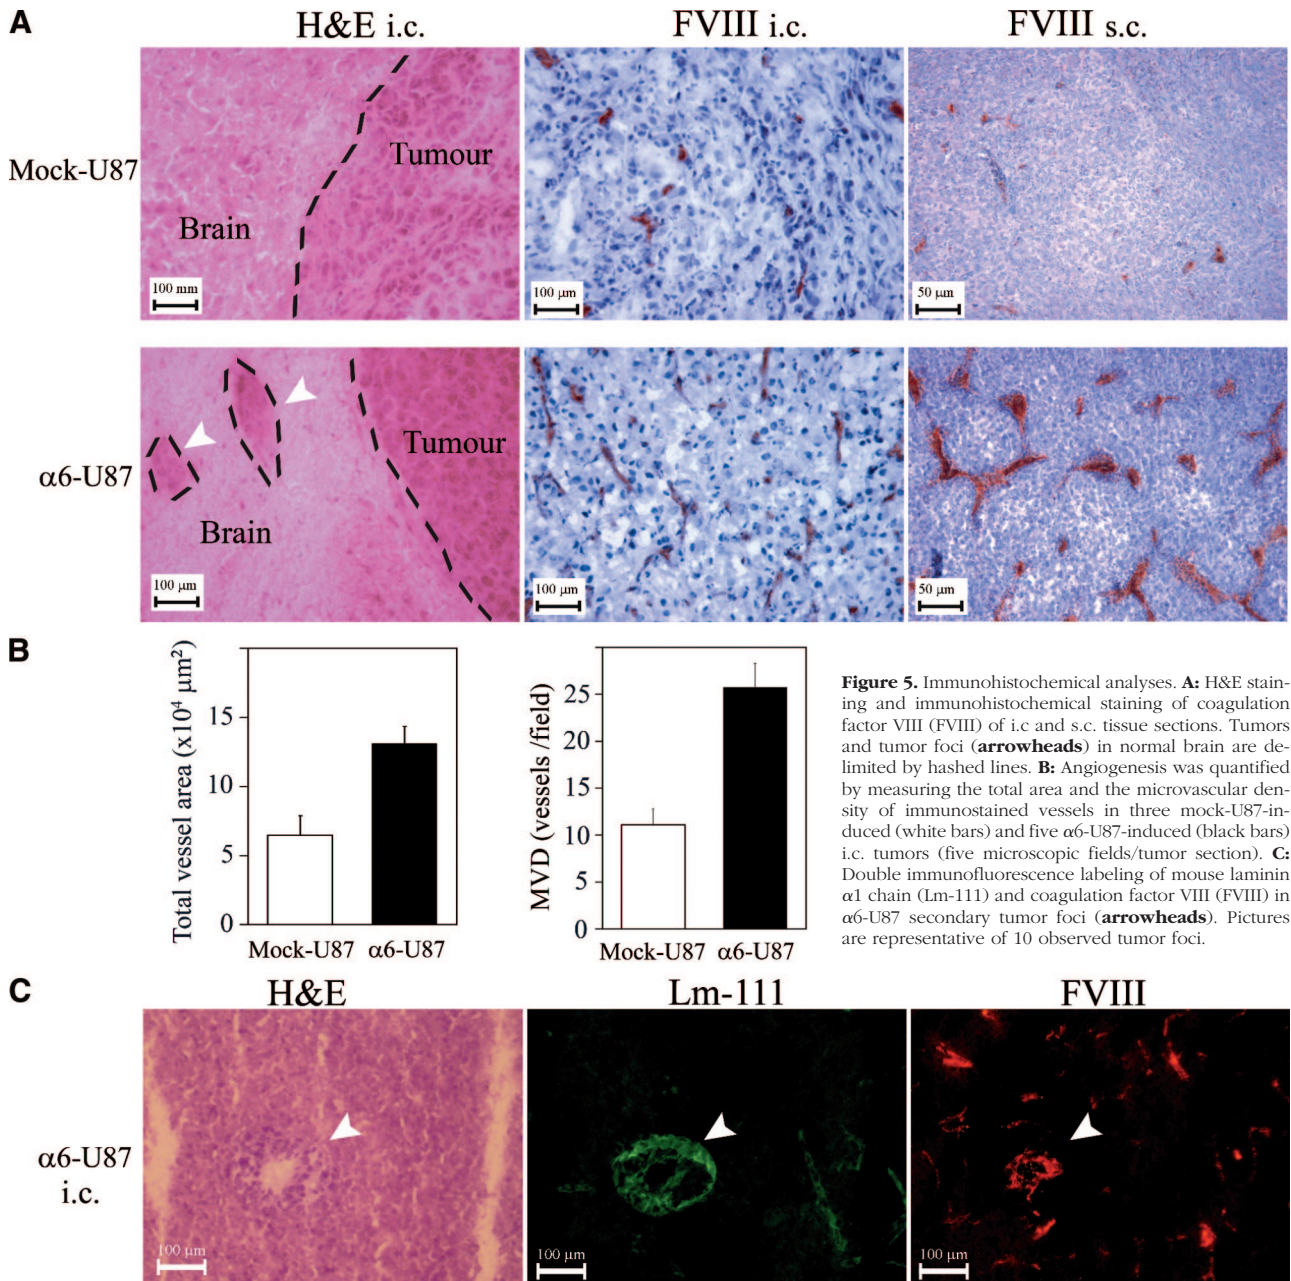 A
H&E i.c.
FVIII i.c.
FVIII s.c.
Mock-U87
Brain
Tumour
100 mm
100 µm
50 µm
α6-U87
Brain
Tumour
100 µm
100 µm
50 µm
B
Total vessel area (x10⁴ µm²)
15
10
5
0
Mock-U87 α6-U87
MVD (vessels /field)
25
20
15
10
5
0
Mock-U87 α6-U87
Figure 5. Immunohistochemical analyses. A: H&E stain-
ing and immunohistochemical staining of coagulation
factor VIII (FVIII) of i.c and s.c. tissue sections. Tumors
and tumor foci (arrowheads) in normal brain are de-
limited by hashed lines. B: Angiogenesis was quantified
by measuring the total area and the microvascular den-
sity of immunostained vessels in three mock-U87-in-
duced (white bars) and five α6-U87-induced (black bars)
i.c. tumors (five microscopic fields/tumor section). C:
Double immunofluorescence labeling of mouse laminin
α1 chain (Lm-111) and coagulation factor VIII (FVIII) in
α6-U87 secondary tumor foci (arrowheads). Pictures
are representative of 10 observed tumor foci.
C
H&E
Lm-111
FVIII
α6-U87
i.c.
100 µm
100 µm
100 µm